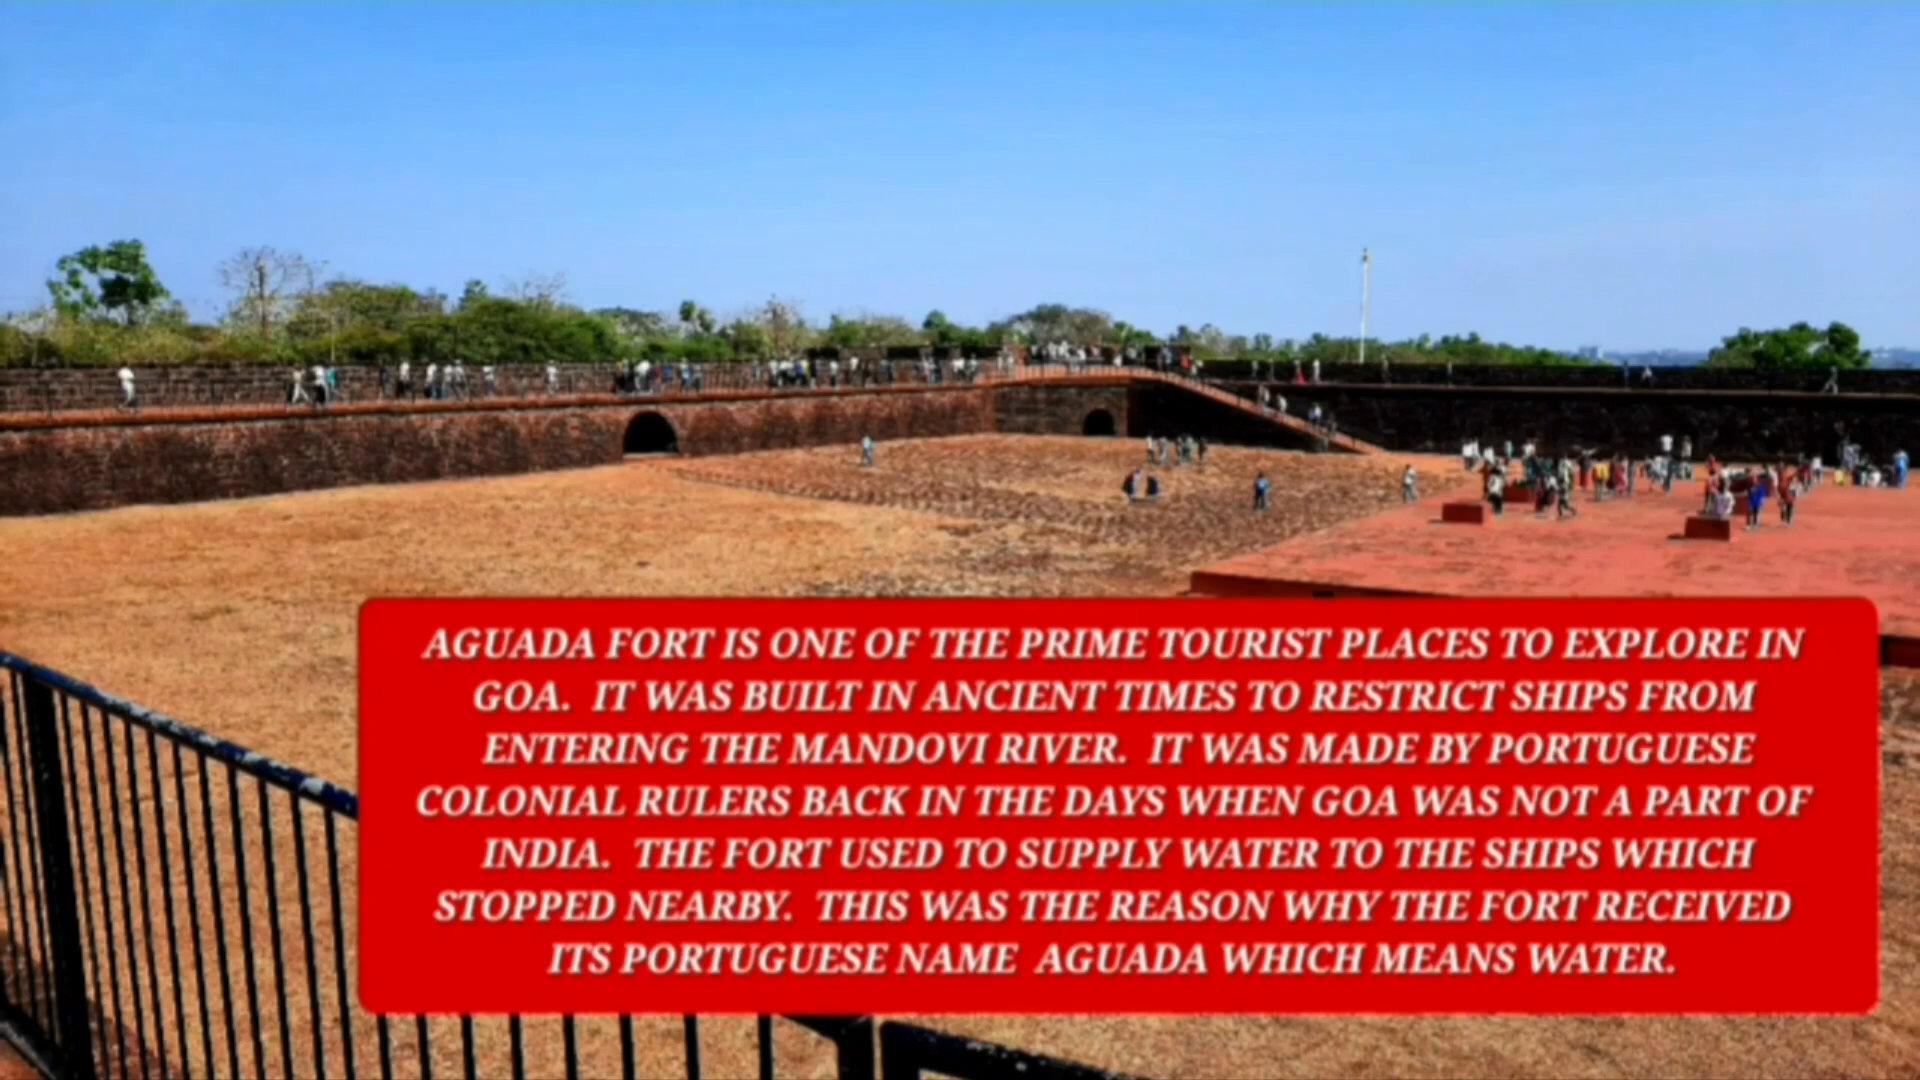 AGUADA FORT IS ONE OF THE PRIME TOURIST PLACES TO EXPLORE IN
GOA.  IT WAS BUILT IN ANCIENT TIMES TO RESTRICT SHIPS FROM
ENTERING THE MANDOVI RIVER.  IT WAS MADE BY PORTUGUESE
COLONIAL RULERS BACK IN THE DAYS WHEN GOA WAS NOT A PART OF
INDIA.  THE FORT USED TO SUPPLY WATER TO THE SHIPS WHICH
STOPPED NEARBY.  THIS WAS THE REASON WHY THE FORT RECEIVED
ITS PORTUGUESE NAME  AGUADA WHICH MEANS WATER.